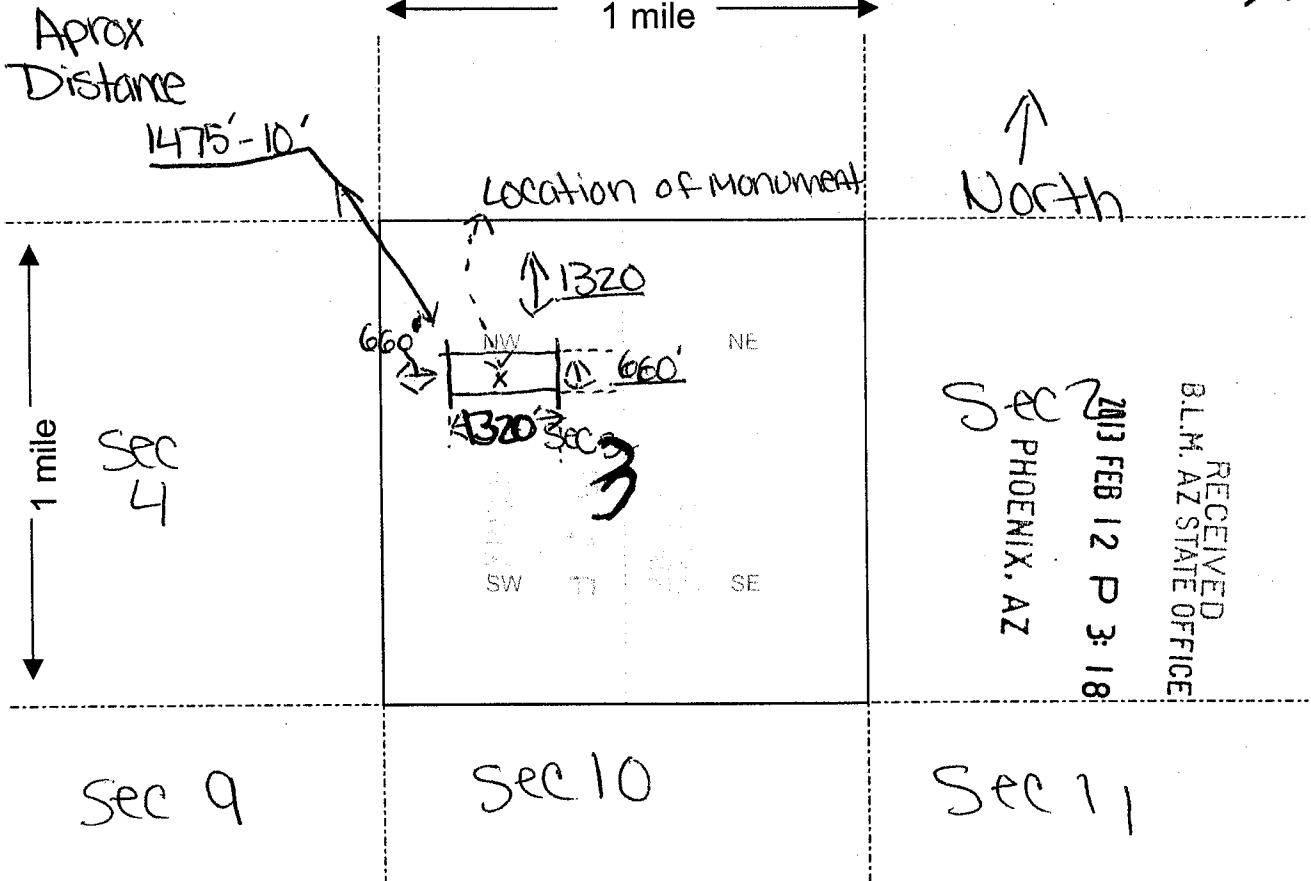 1 mile
Aprox
Distance
1475'-10'
Location of Monument
North
1320
660'
NW
NE
x
660'
1320'
Sec 3
3
1 mile
Sec
4
Sec 2
SW
SE
RECEIVED
B.L.M. AZ STATE OFFICE
2013 FEB 12 P 3:18
PHOENIX, AZ
Sec 9
Sec 10
Sec 11